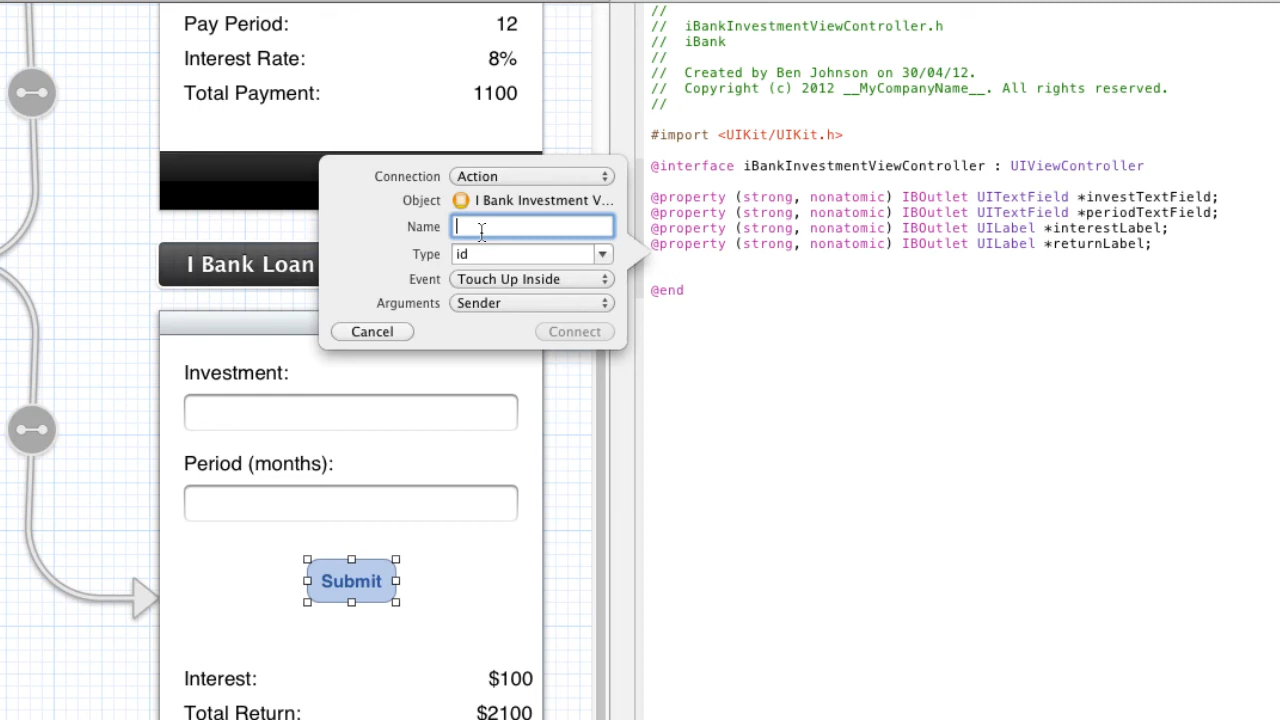 Pay Period: 12
Interest Rate: 8%
Total Payment: 1100
I Bank Loan
Connection Action
Object I Bank Investment V...
Name
Type id
Event Touch Up Inside
Arguments Sender
Cancel Connect
Investment:
Period (months):
Submit
Interest: $100
Total Return: $2100
//
// iBankInvestmentViewController.h
// iBank
//
// Created by Ben Johnson on 30/04/12.
// Copyright (c) 2012 __MyCompanyName__. All rights reserved.
//
#import <UIKit/UIKit.h>
@interface iBankInvestmentViewController : UIViewController
@property (strong, nonatomic) IBOutlet UITextField *investTextField;
@property (strong, nonatomic) IBOutlet UITextField *periodTextField;
@property (strong, nonatomic) IBOutlet UILabel *interestLabel;
@property (strong, nonatomic) IBOutlet UILabel *returnLabel;
@end